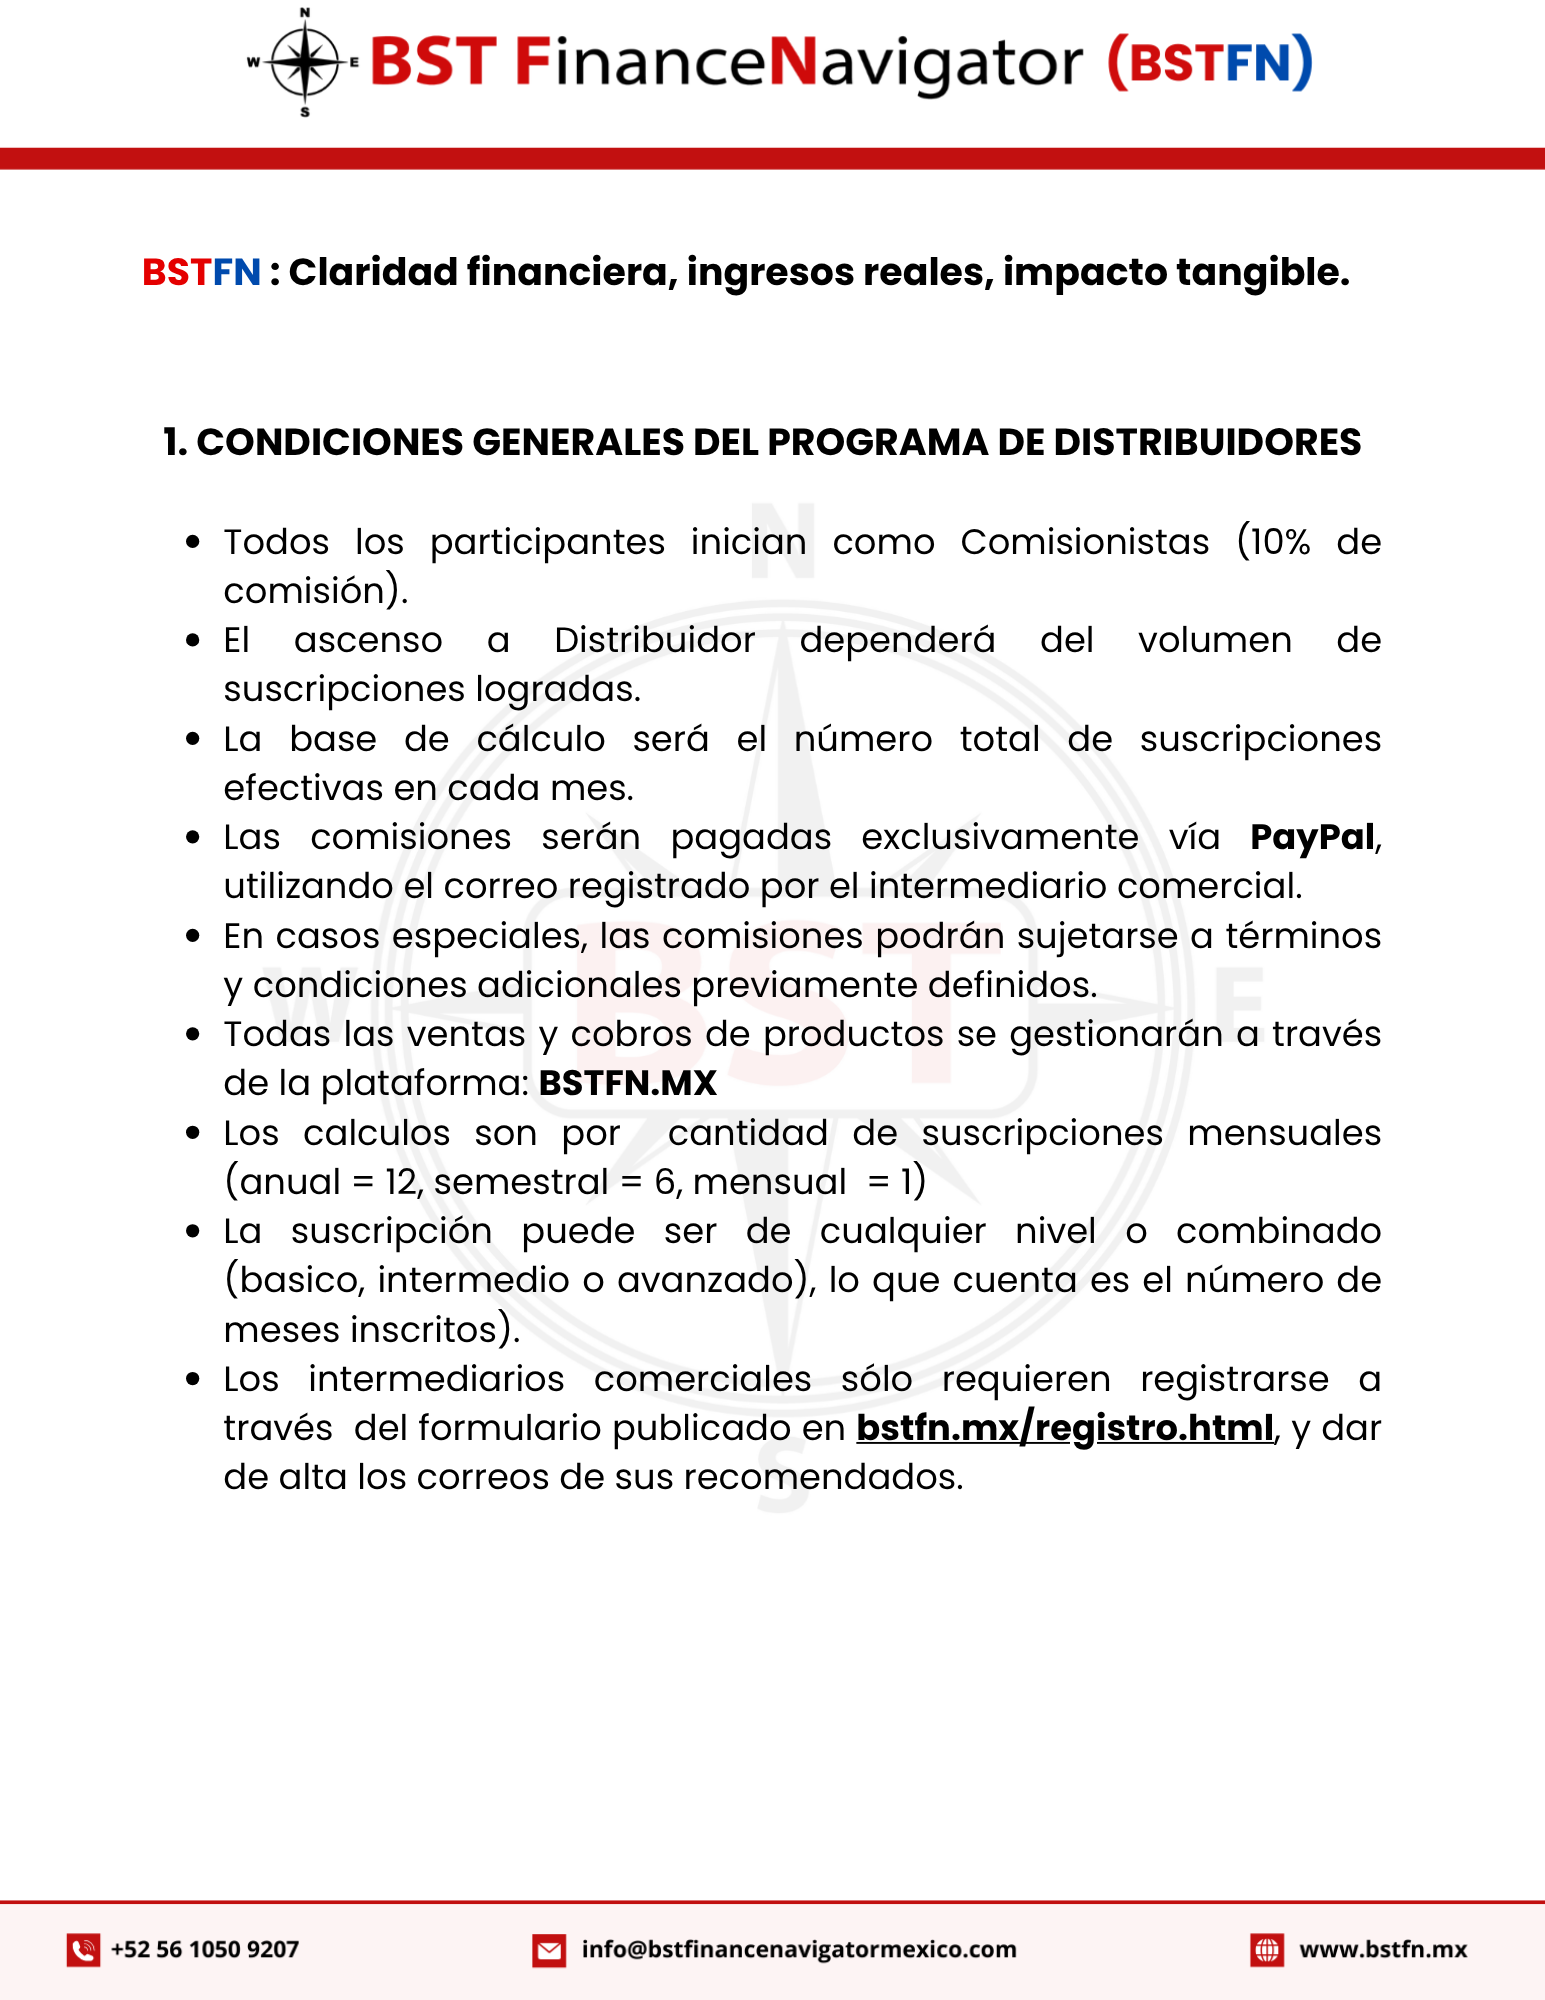 N
W E BST FinanceNavigator (BSTFN)
S
BSTFN : Claridad financiera, ingresos reales, impacto tangible.
1. CONDICIONES GENERALES DEL PROGRAMA DE DISTRIBUIDORES
N
• Todos los participantes inician como Comisionistas (10% de
comisión).
• El ascenso a Distribuidor dependerá del volumen de
suscripciones logradas.
• La base de cálculo será el número total de suscripciones
efectivas en cada mes.
• Las comisiones serán pagadas exclusivamente vía PayPal,
utilizando el correo registrado por el intermediario comercial.
• En casos especiales, las comisiones podrán sujetarse a términos
y condiciones adicionales previamente definidos.
W BST E
• Todas las ventas y cobros de productos se gestionarán a través
de la plataforma: BSTFN.MX
• Los calculos son por  cantidad de suscripciones mensuales
(anual = 12, semestral = 6, mensual  = 1)
• La suscripción puede ser de cualquier nivel o combinado
(basico, intermedio o avanzado), lo que cuenta es el número de
meses inscritos).
• Los intermediarios comerciales sólo requieren registrarse a
través  del formulario publicado en bstfn.mx/registro.html, y dar
de alta los correos de sus recomendados.
S
+52 56 1050 9207 info@bstfinancenavigatormexico.com www.bstfn.mx